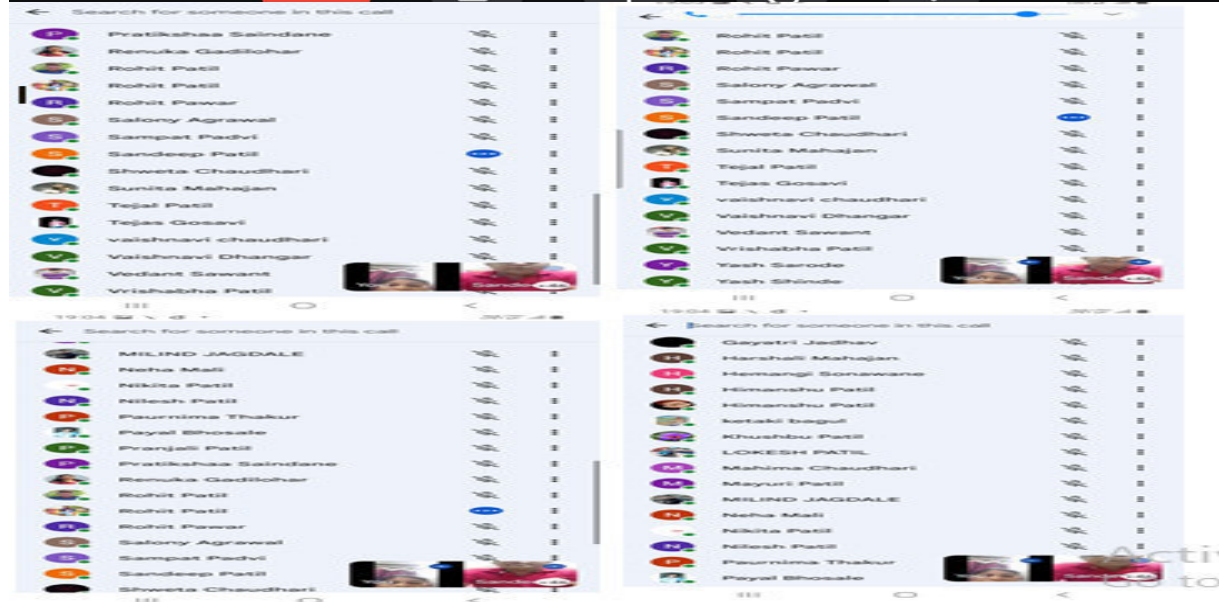 Search for someone in this call
Pratikshaa Saindane
Renuka Gadilohar
Rohit Patil
Rohit Patil
R Rohit Pawar
S Salony Agrawal
S Sampat Padvi
S Sandeep Patil
Shweta Chaudhari
Sunita Mahajan
T Tejal Patil
Tejas Gosavi
V vaishnavi chaudhari
V Vaishnavi Dhangar
Vedant Sawant
V Vrishabha Patil
Rohit Patil
Rohit Patil
R Rohit Pawar
S Salony Agrawal
S Sampat Padvi
S Sandeep Patil
Shweta Chaudhari
Sunita Mahajan
T Tejal Patil
Tejas Gosavi
V vaishnavi chaudhari
V Vaishnavi Dhangar
Vedant Sawant
V Vrishabha Patil
Y Yash Sarode
Y Yash Shinde
19:04
Search for someone in this call
MILIND JAGDALE
N Neha Mali
Nikita Patil
N Nilesh Patil
P Paurnima Thakur
Payal Bhosale
P Pranjali Patil
P Pratikshaa Saindane
Renuka Gadilohar
Rohit Patil
Rohit Patil
R Rohit Pawar
S Salony Agrawal
S Sampat Padvi
S Sandeep Patil
Shweta Chaudhari
19:04
Search for someone in this call
Gayatri Jadhav
H Harshali Mahajan
H Hemangi Sonawane
H Himanshu Patil
Himanshu Patil
ketaki bagul
Khushbu Patil
LOKESH PATIL
M Mahima Chaudhari
M Mayuri Patil
MILIND JAGDALE
N Neha Mali
Nikita Patil
N Nilesh Patil
P Paurnima Thakur
Payal Bhosale